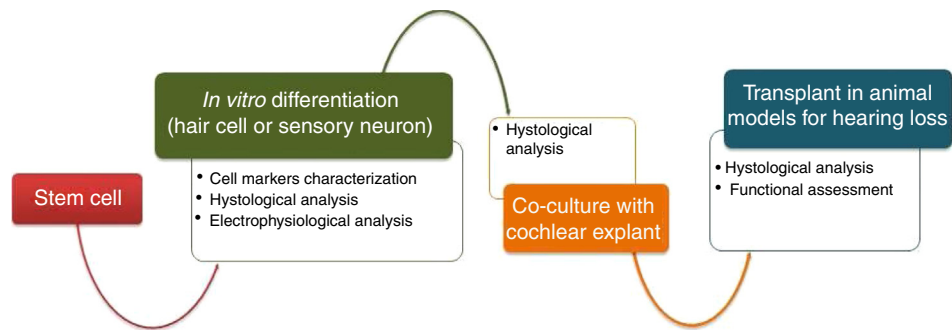 Stem cell
In vitro differentiation
(hair cell or sensory neuron)
• Cell markers characterization
• Hystological analysis
• Electrophysiological analysis
• Hystological
analysis
Co-culture with
cochlear explant
Transplant in animal
models for hearing loss
• Hystological analysis
• Functional assessment